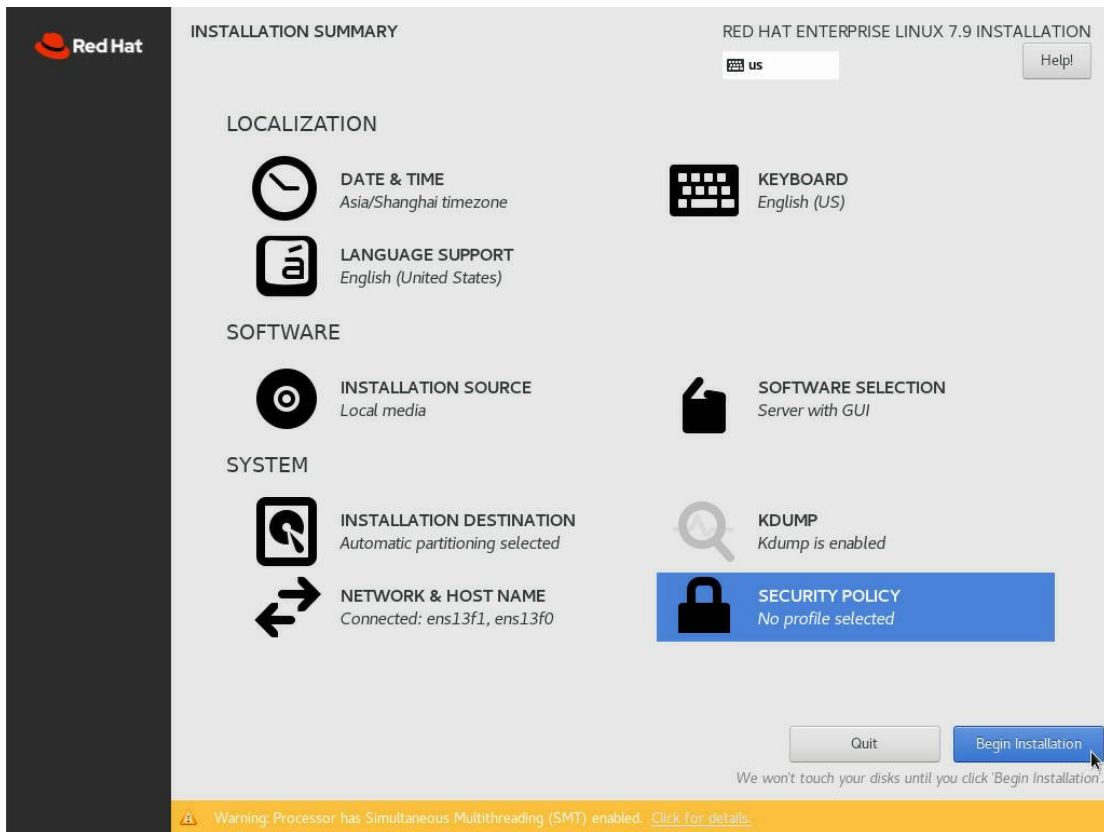 Red Hat
INSTALLATION SUMMARY
RED HAT ENTERPRISE LINUX 7.9 INSTALLATION
us
Help!
LOCALIZATION
DATE & TIME
Asia/Shanghai timezone
KEYBOARD
English (US)
á
LANGUAGE SUPPORT
English (United States)
SOFTWARE
INSTALLATION SOURCE
Local media
SOFTWARE SELECTION
Server with GUI
SYSTEM
INSTALLATION DESTINATION
Automatic partitioning selected
KDUMP
Kdump is enabled
NETWORK & HOST NAME
Connected: ens13f1, ens13f0
SECURITY POLICY
No profile selected
Quit
Begin Installation
We won't touch your disks until you click 'Begin Installation'.
Warning: Processor has Simultaneous Multithreading (SMT) enabled. Click for details.